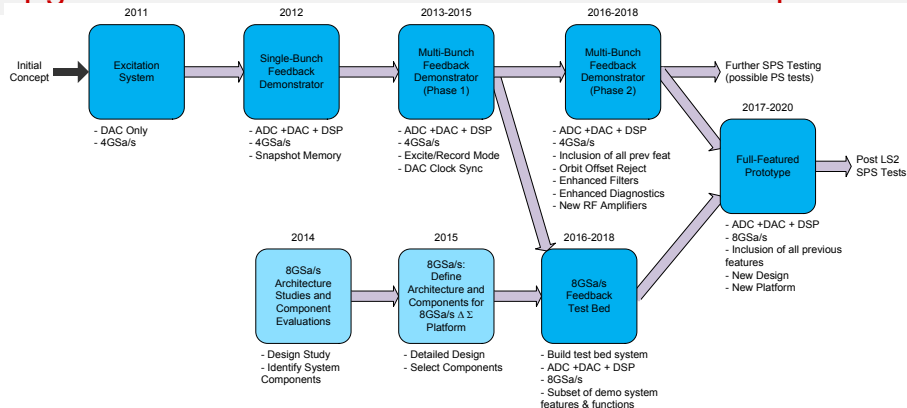 2011
2012
2013-2015
2016-2018
Initial
Concept
Excitation
System
Single-Bunch
Feedback
Demonstrator
Multi-Bunch
Feedback
Demonstrator
(Phase 1)
Multi-Bunch
Feedback
Demonstrator
(Phase 2)
Further SPS Testing
(possible PS tests)
- DAC Only
- 4GSa/s
- ADC +DAC + DSP
- 4GSa/s
- Snapshot Memory
- ADC +DAC + DSP
- 4GSa/s
- Excite/Record Mode
- DAC Clock Sync
- ADC +DAC + DSP
- 4GSa/s
- Inclusion of all prev feat
- Orbit Offset Reject
- Enhanced Filters
- Enhanced Diagnostics
- New RF Amplifiers
2017-2020
Full-Featured
Prototype
Post LS2
SPS Tests
- ADC +DAC + DSP
- 8GSa/s
- Inclusion of all previous
features
- New Design
- New Platform
2014
2015
2016-2018
8GSa/s
Architecture
Studies and
Component
Evaluations
8GSa/s:
Define
Architecture and
Components for
8GSa/s Δ Σ
Platform
8GSa/s
Feedback
Test Bed
- Design Study
- Identify System
Components
- Detailed Design
- Select Components
- Build test bed system
- ADC +DAC + DSP
- 8GSa/s
- Subset of demo system
features & functions